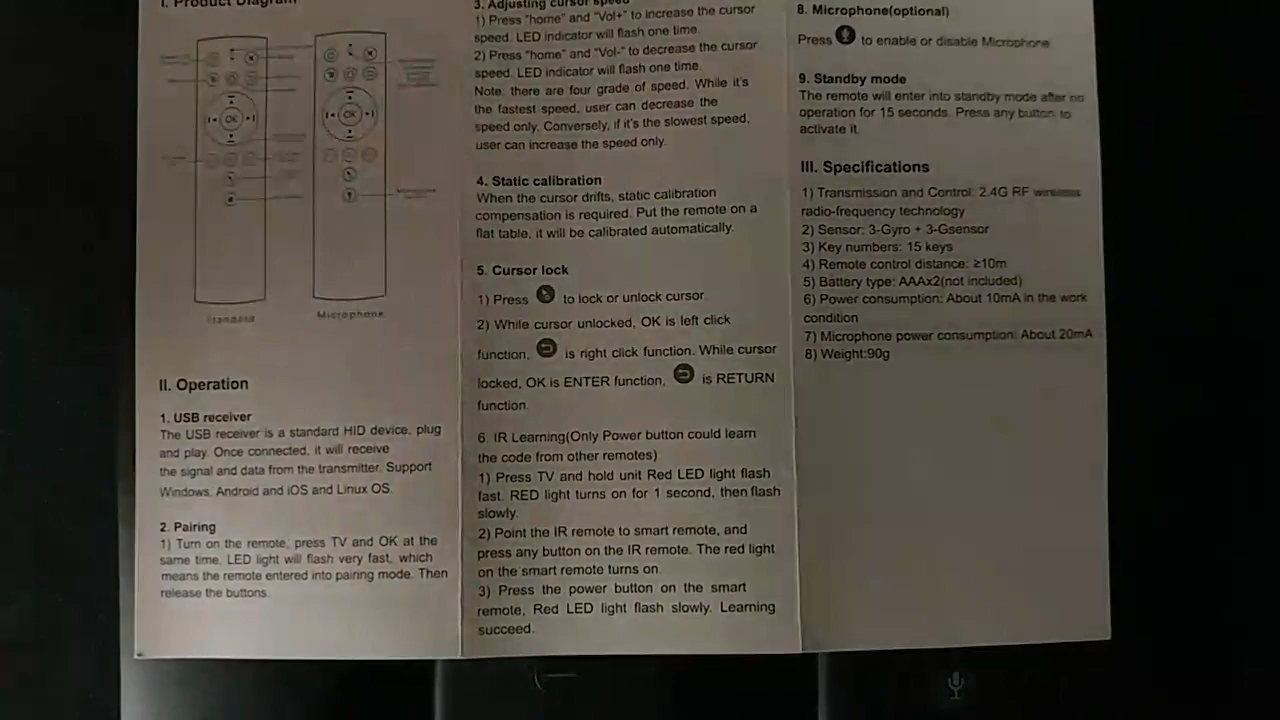 I. Product Diagram
OK
OK
Standard
Microphone
II. Operation
1. USB receiver
The USB receiver is a standard HID device, plug
and play. Once connected, it will receive
the signal and data from the transmitter. Support
Windows, Android and iOS and Linux OS.
2. Pairing
1) Turn on the remote, press TV and OK at the
same time, LED light will flash very fast, which
means the remote entered into pairing mode. Then
release the buttons.
3. Adjusting cursor speed
1) Press "home" and "Vol+" to increase the cursor
speed. LED indicator will flash one time.
2) Press "home" and "Vol-" to decrease the cursor
speed. LED indicator will flash one time.
Note: there are four grade of speed. While it's
the fastest speed, user can decrease the
speed only. Conversely, if it's the slowest speed,
user can increase the speed only.
4. Static calibration
When the cursor drifts, static calibration
compensation is required. Put the remote on a
flat table, it will be calibrated automatically.
5. Cursor lock
1) Press to lock or unlock cursor
2) While cursor unlocked, OK is left click
function, is right click function. While cursor
locked, OK is ENTER function, is RETURN
function.
6. IR Learning(Only Power button could learn
the code from other remotes)
1) Press TV and hold unit Red LED light flash
fast. RED light turns on for 1 second, then flash
slowly.
2) Point the IR remote to smart remote, and
press any button on the IR remote. The red light
on the smart remote turns on.
3) Press the power button on the smart
remote, Red LED light flash slowly. Learning
succeed.
8. Microphone(optional)
Press to enable or disable Microphone
9. Standby mode
The remote will enter into standby mode after no
operation for 15 seconds. Press any button to
activate it.
III. Specifications
1) Transmission and Control: 2.4G RF wireless
radio-frequency technology
2) Sensor: 3-Gyro + 3-Gsensor
3) Key numbers: 15 keys
4) Remote control distance: ≥10m
5) Battery type: AAAx2(not included)
6) Power consumption: About 10mA in the work
condition
7) Microphone power consumption: About 20mA
8) Weight:90g